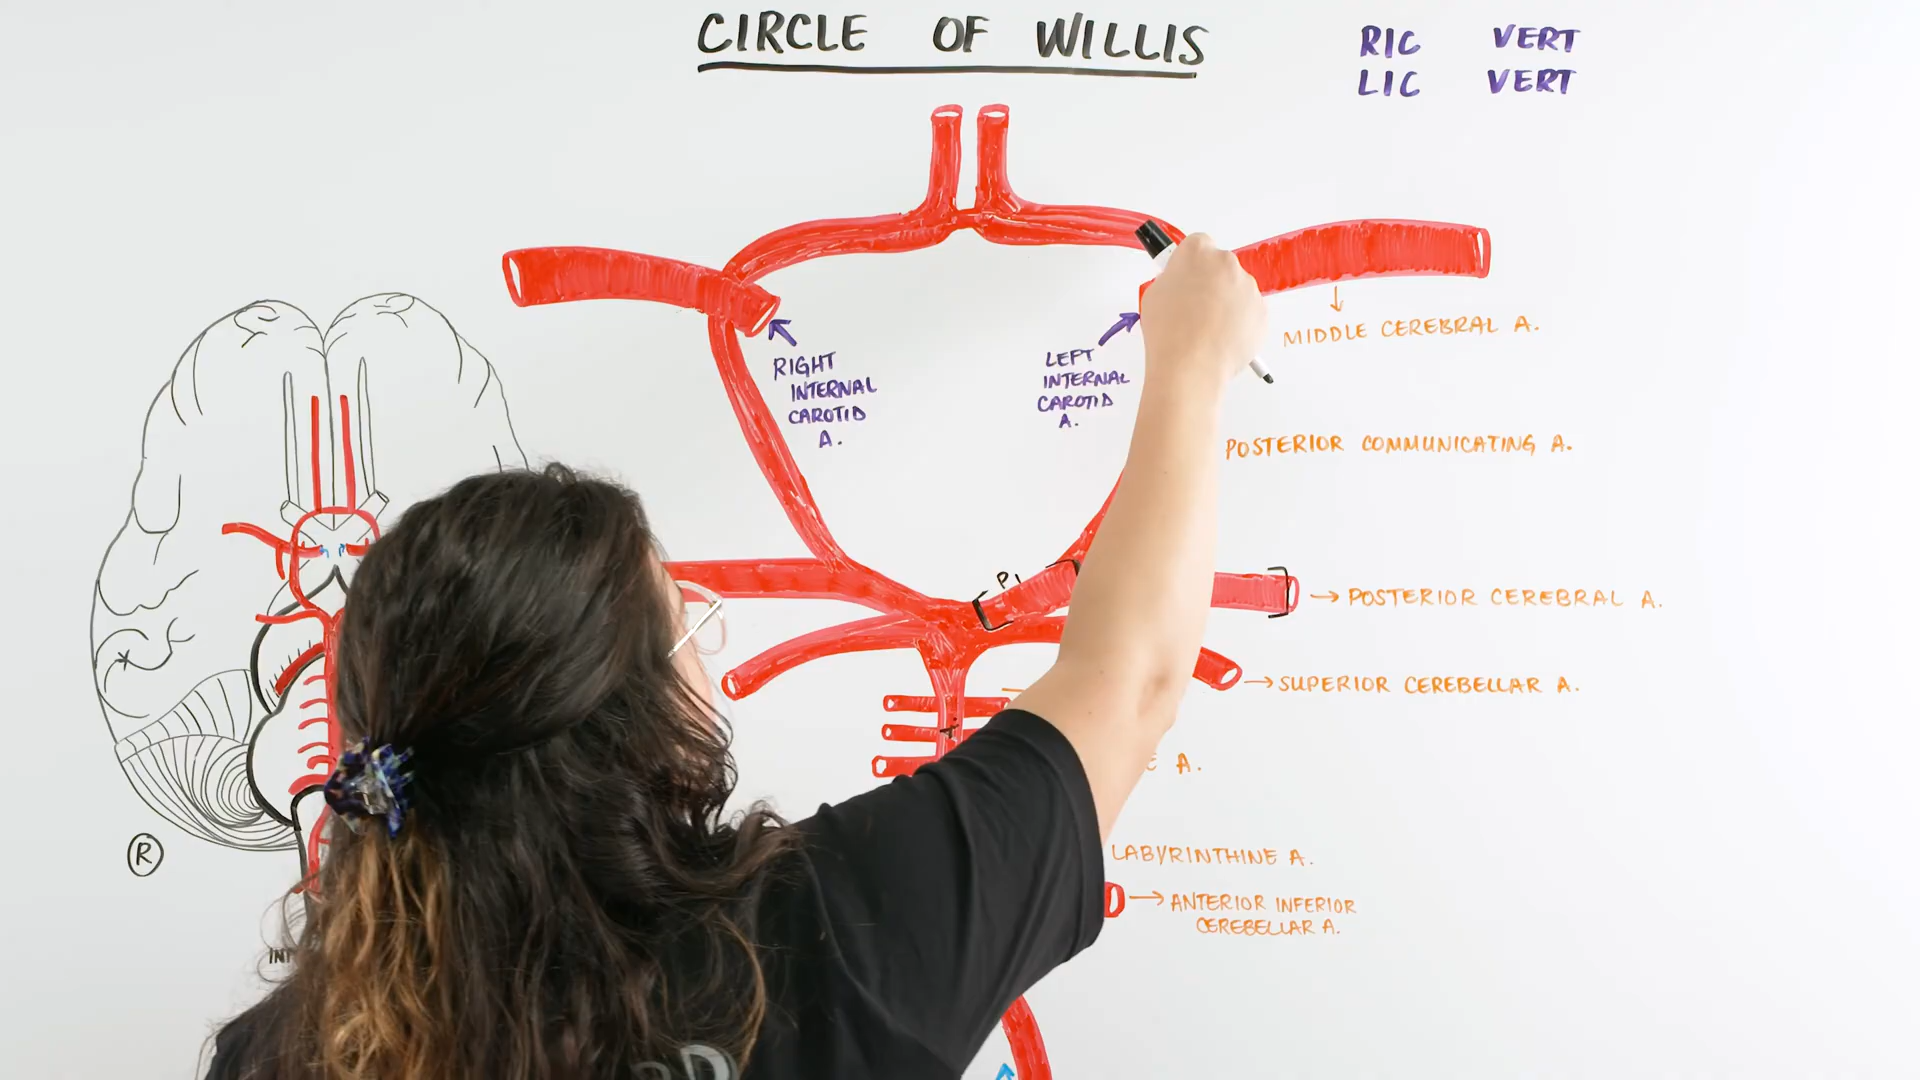 CIRCLE OF WILLIS
RIC VERT
LIC VERT
MIDDLE CEREBRAL A.
RIGHT
INTERNAL
CAROTID
A.
LEFT
INTERNAL
CAROTID
A.
POSTERIOR COMMUNICATING A.
P1
POSTERIOR CEREBRAL A.
SUPERIOR CEREBELLAR A.
A.
LABYRINTHINE A.
ANTERIOR INFERIOR
CEREBELLAR A.
R